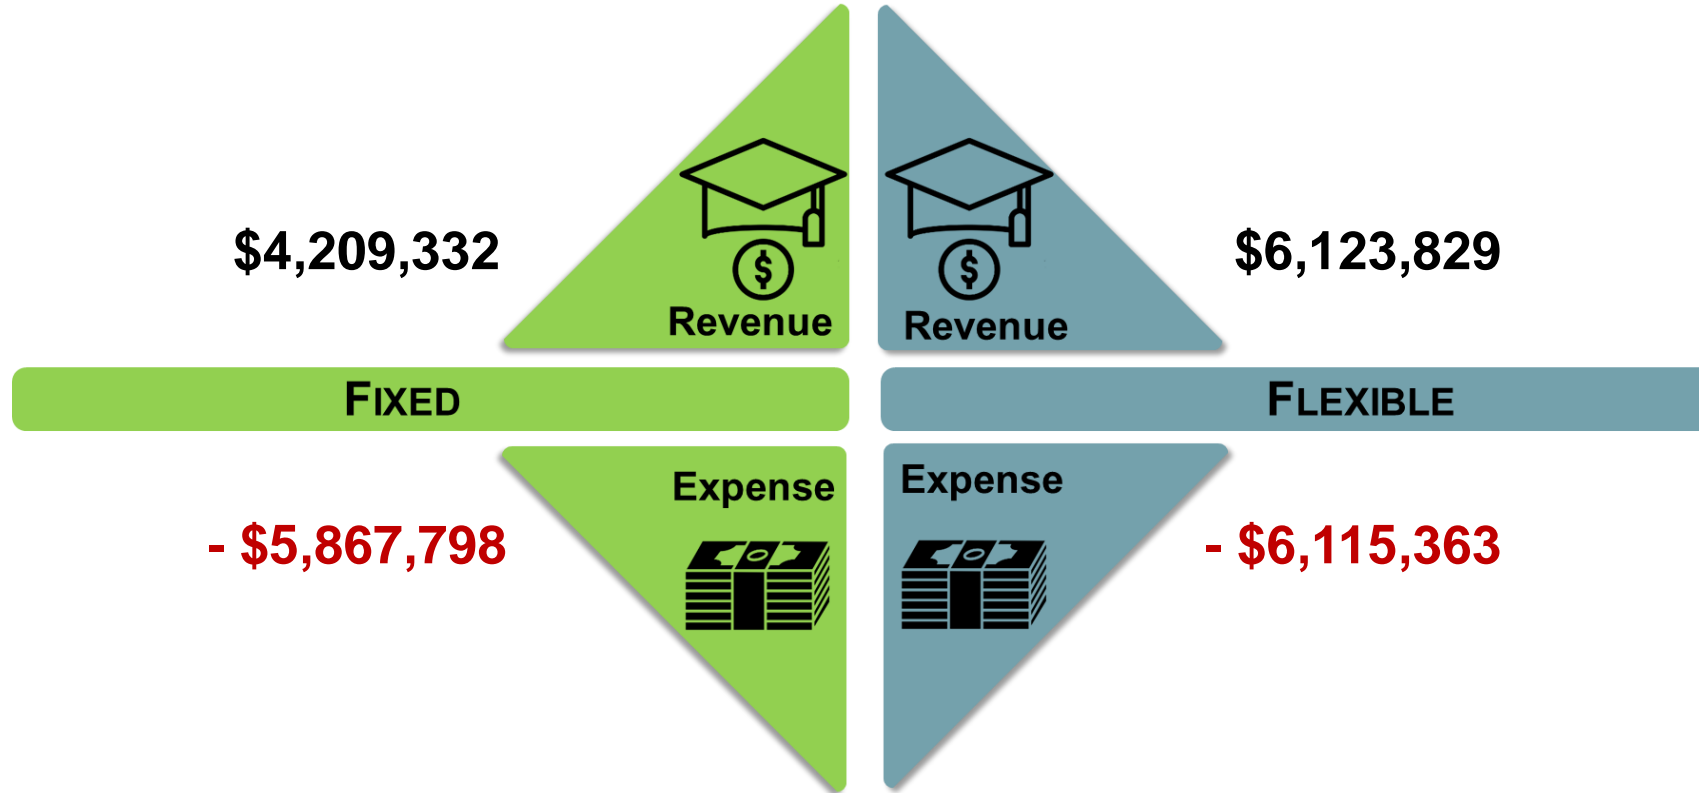 $4,209,332
$
Revenue
$
Revenue
$6,123,829
FIXED
FLEXIBLE
- $5,867,798
Expense
Expense
- $6,115,363